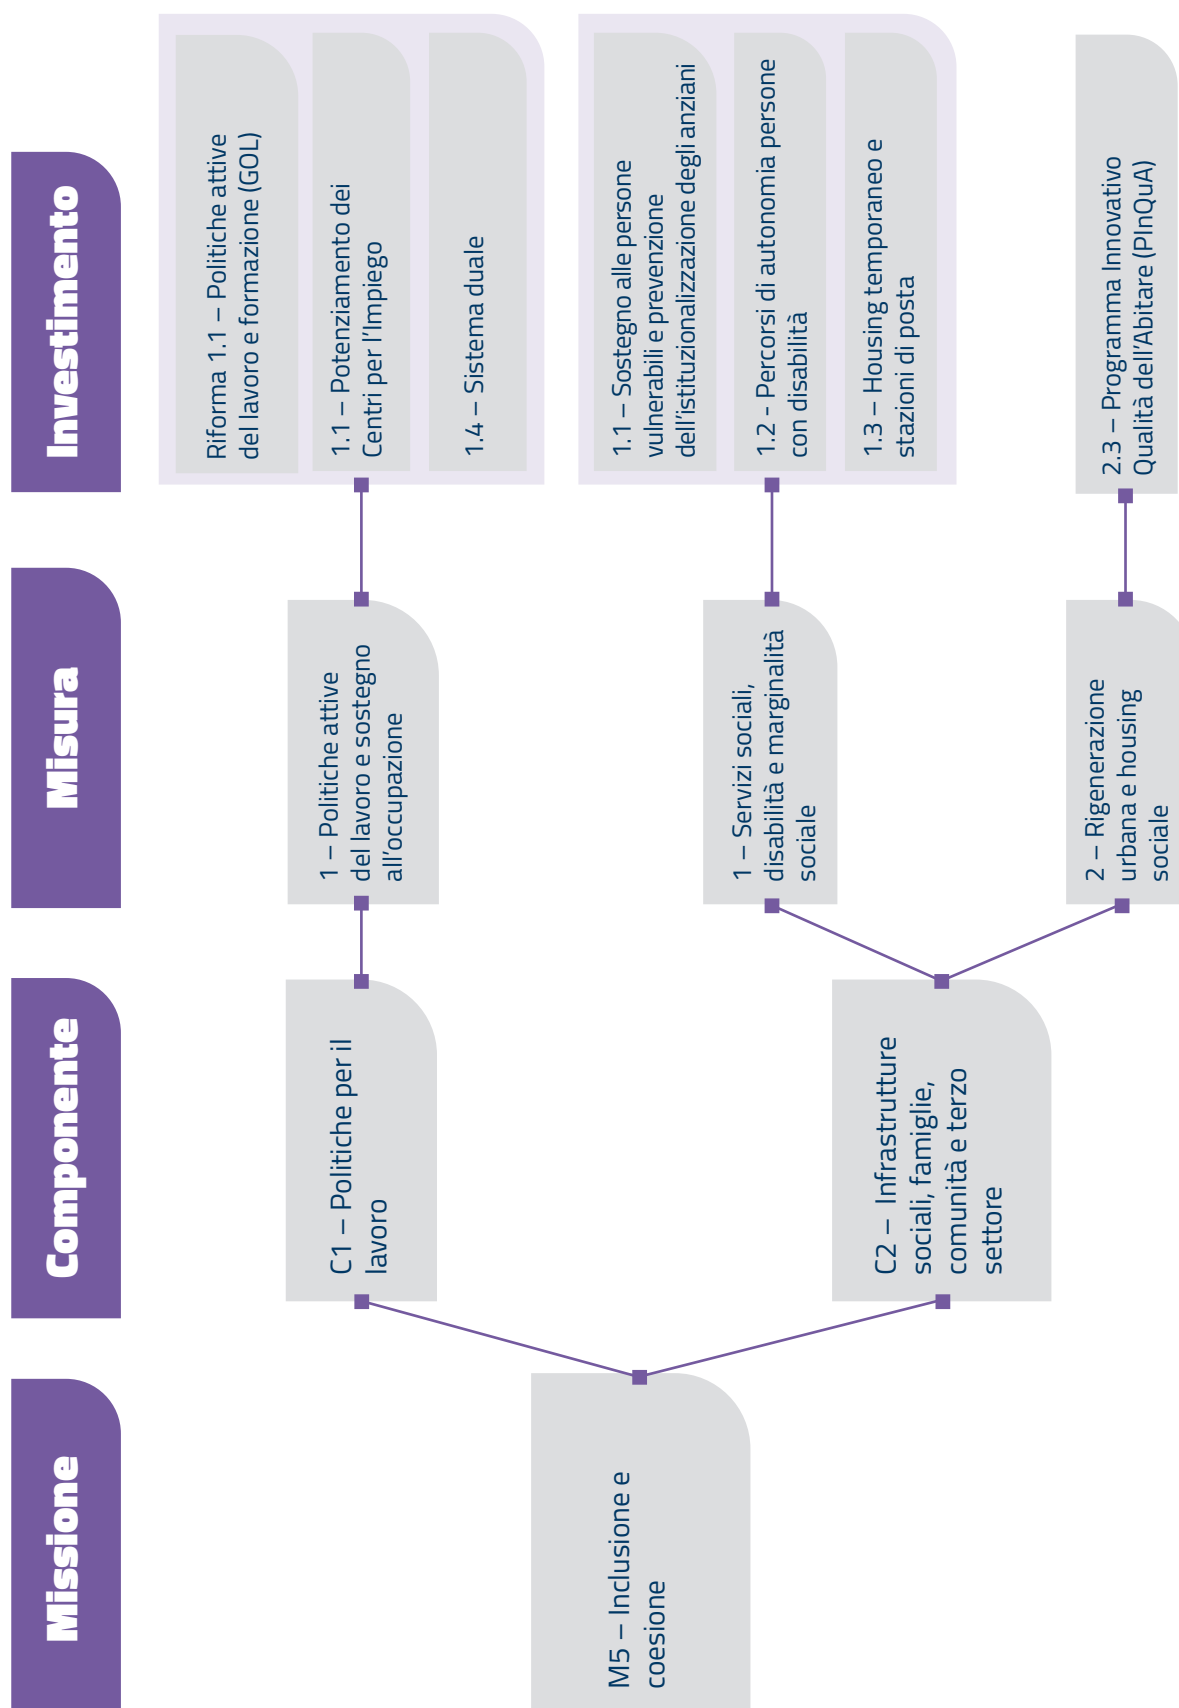 Missione
Componente
Misura
Investimento
M5 – Inclusione e
coesione
C1 – Politiche per il
lavoro
1 – Politiche attive
del lavoro e sostegno
all'occupazione
Riforma 1.1 – Politiche attive
del lavoro e formazione (GOL)
1.1 – Potenziamento dei
Centri per l'Impiego
1.4 – Sistema duale
C2 – Infrastrutture
sociali, famiglie,
comunità e terzo
settore
1 – Servizi sociali,
disabilità e marginalità
sociale
1.1 – Sostegno alle persone
vulnerabili e prevenzione
dell'istituzionalizzazione degli anziani
1.2 - Percorsi di autonomia persone
con disabilità
1.3 – Housing temporaneo e
stazioni di posta
2 – Rigenerazione
urbana e housing
sociale
2.3 – Programma Innovativo
Qualità dell'Abitare (PInQuA)